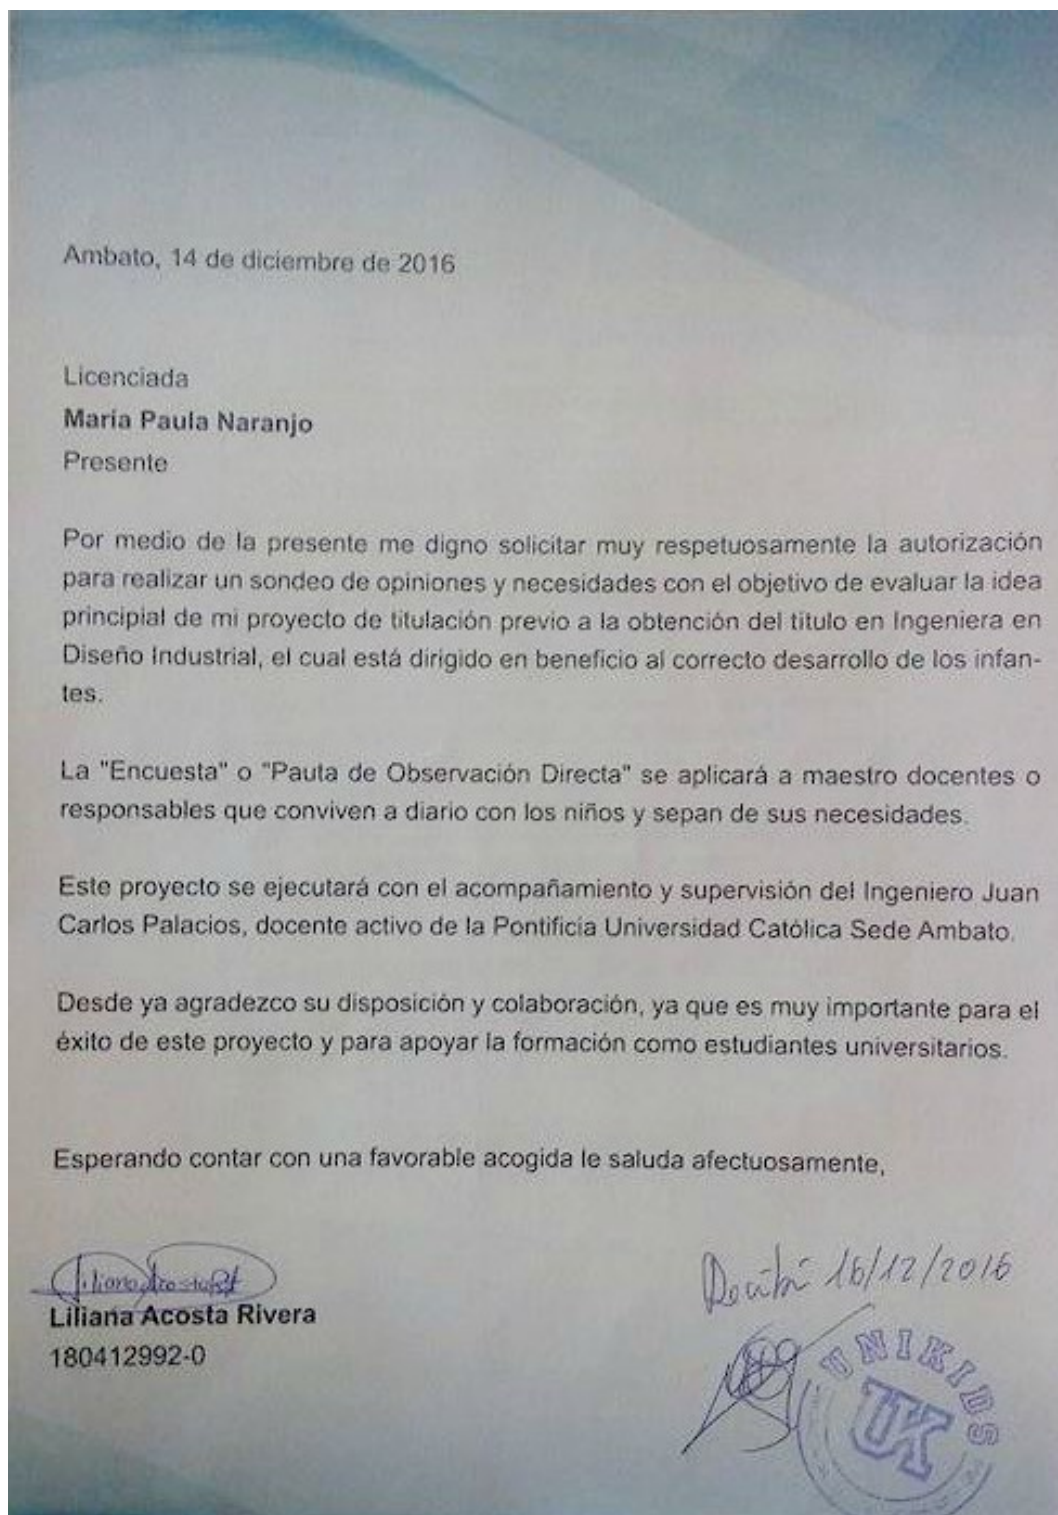 Ambato, 14 de diciembre de 2016
Licenciada
María Paula Naranjo
Presente
Por medio de la presente me digno solicitar muy respetuosamente la autorización
para realizar un sondeo de opiniones y necesidades con el objetivo de evaluar la idea
principial de mi proyecto de titulación previo a la obtención del titulo en Ingeniera en
Diseño Industrial, el cual está dirigido en beneficio al correcto desarrollo de los infan-
tes.
La "Encuesta" o "Pauta de Observación Directa" se aplicará a maestro docentes o
responsables que conviven a diario con los niños y sepan de sus necesidades.
Este proyecto se ejecutará con el acompañamiento y supervisión del Ingeniero Juan
Carlos Palacios, docente activo de la Pontificia Universidad Católica Sede Ambato.
Desde ya agradezco su disposición y colaboración, ya que es muy importante para el
éxito de este proyecto y para apoyar la formación como estudiantes universitarios.
Esperando contar con una favorable acogida le saluda afectuosamente,
Liliana Acosta R
Liliana Acosta Rivera
180412992-0
Recibí 16/12/2016
UNIKIDS
UK